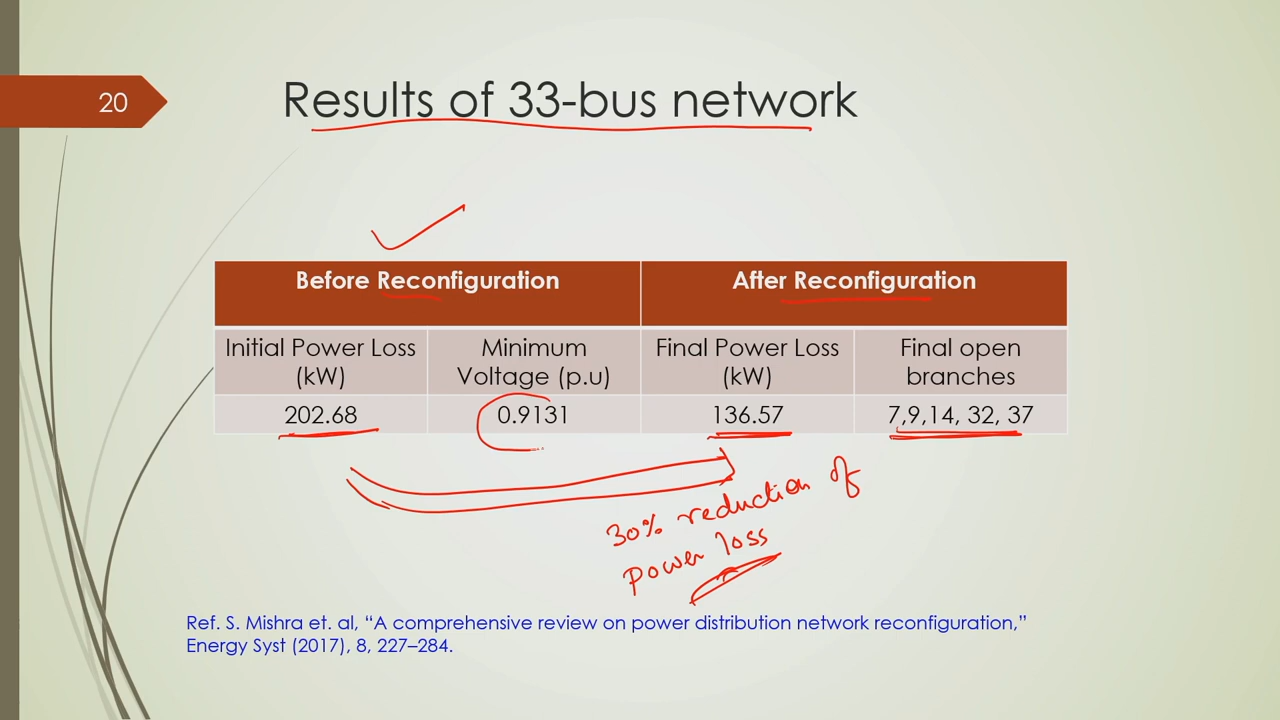 20
Results of 33-bus network
Before Reconfiguration
After Reconfiguration
Initial Power Loss
(kW)
Minimum
Voltage (p.u)
Final Power Loss
(kW)
Final open
branches
202.68
0.9131
136.57
7,9,14, 32, 37
30% reduction of
power loss
Ref. S. Mishra et. al, “A comprehensive review on power distribution network reconfiguration,”
Energy Syst (2017), 8, 227–284.